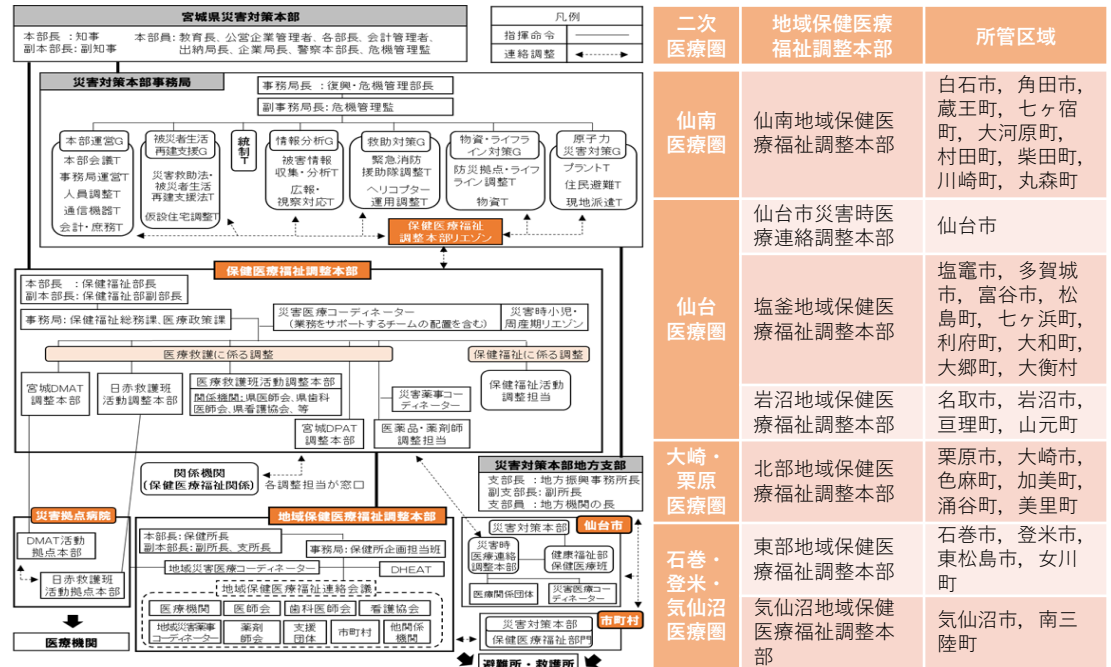 宮城県災害対策本部
本部長：知事
副本部長：副知事
本部員：教育長、公営企業管理者、各部長、会計管理者、
出納局長、企業局長、警察本部長、危機管理監
凡例
指揮命令
連絡調整
災害対策本部事務局
事務局長：復興・危機管理部長
副事務局長：危機管理監
本部運営G
本部会議T
事務局運営T
人員調整T
通信機器T
会計・庶務T
被災者生活
再建支援G
災害救助法・
被災者生活
再建支援法T
仮設住宅調整T
統制T
情報分析G
被害情報
収集・分析T
広報・
視察対応T
救助対策G
緊急消防
援助隊調整T
ヘリコプター
運用調整T
物資・ライフラ
イン対策G
防災拠点・ライフ
ライン調整T
物資T
原子力
災害対策G
プラントT
住民避難T
現地派遣T
保健医療福祉
調整本部リエゾン
保健医療福祉調整本部
本部長　：保健福祉部長
副本部長：保健福祉部副部長
事務局：保健福祉総務課、医療政策課
災害医療コーディネーター
（業務をサポートするチームの配置を含む）
災害時小児・
周産期リエゾン
医療救護に係る調整
保健福祉に係る調整
宮城DMAT
調整本部
日赤救護班
活動調整本部
医療救護班活動調整本部
関係機関：県医師会、県歯科
医師会、県看護協会、等
災害薬事コー
ディネーター
保健福祉活動
調整担当
宮城DPAT
調整本部
医薬品・薬剤師
調整担当
関係機関
（保健医療福祉関係）
各調整担当が窓口
災害対策本部地方支部
支部長　：地方振興事務所長
副支部長：副所長
支部員　：地方機関の長
災害拠点病院
DMAT活動
拠点本部
日赤救護班
活動拠点本部
医療機関
地域保健医療福祉調整本部
本部長：保健所長
副本部長：副所長、支所長
事務局：保健所企画担当班
地域災害医療コーディネーター
DHEAT
地域保健医療福祉連絡会議
医療機関
医師会
歯科医師会
看護協会
地域災害薬事
コーディネーター
薬剤
師会
支援
団体
市町村
他関係
機関
仙台市
災害対策本部
災害時
医療連絡
調整本部
健康福祉部
保健医療班
医療関係団体
災害医療コー
ディネーター
市町村
災害対策本部
保健医療福祉部門
避難所・救護所
二次
医療圏
地域保健医療
福祉調整本部
所管区域
仙南
医療圏
仙南地域保健医
療福祉調整本部
白石市，角田市，
蔵王町，七ヶ宿
町，大河原町，
村田町，柴田町，
川崎町，丸森町
仙台
医療圏
仙台市災害時医
療連絡調整本部
仙台市
塩釜地域保健医
療福祉調整本部
塩竈市，多賀城
市，富谷市，松
島町，七ヶ浜町，
利府町，大和町，
大郷町，大衡村
岩沼地域保健医
療福祉調整本部
名取市，岩沼市，
亘理町，山元町
大崎・
栗原
医療圏
北部地域保健医
療福祉調整本部
栗原市，大崎市，
色麻町，加美町，
涌谷町，美里町
石巻・
登米・
気仙沼
医療圏
東部地域保健医
療福祉調整本部
石巻市，登米市，
東松島市，女川
町
気仙沼地域保健
医療福祉調整本
部
気仙沼市，南三
陸町